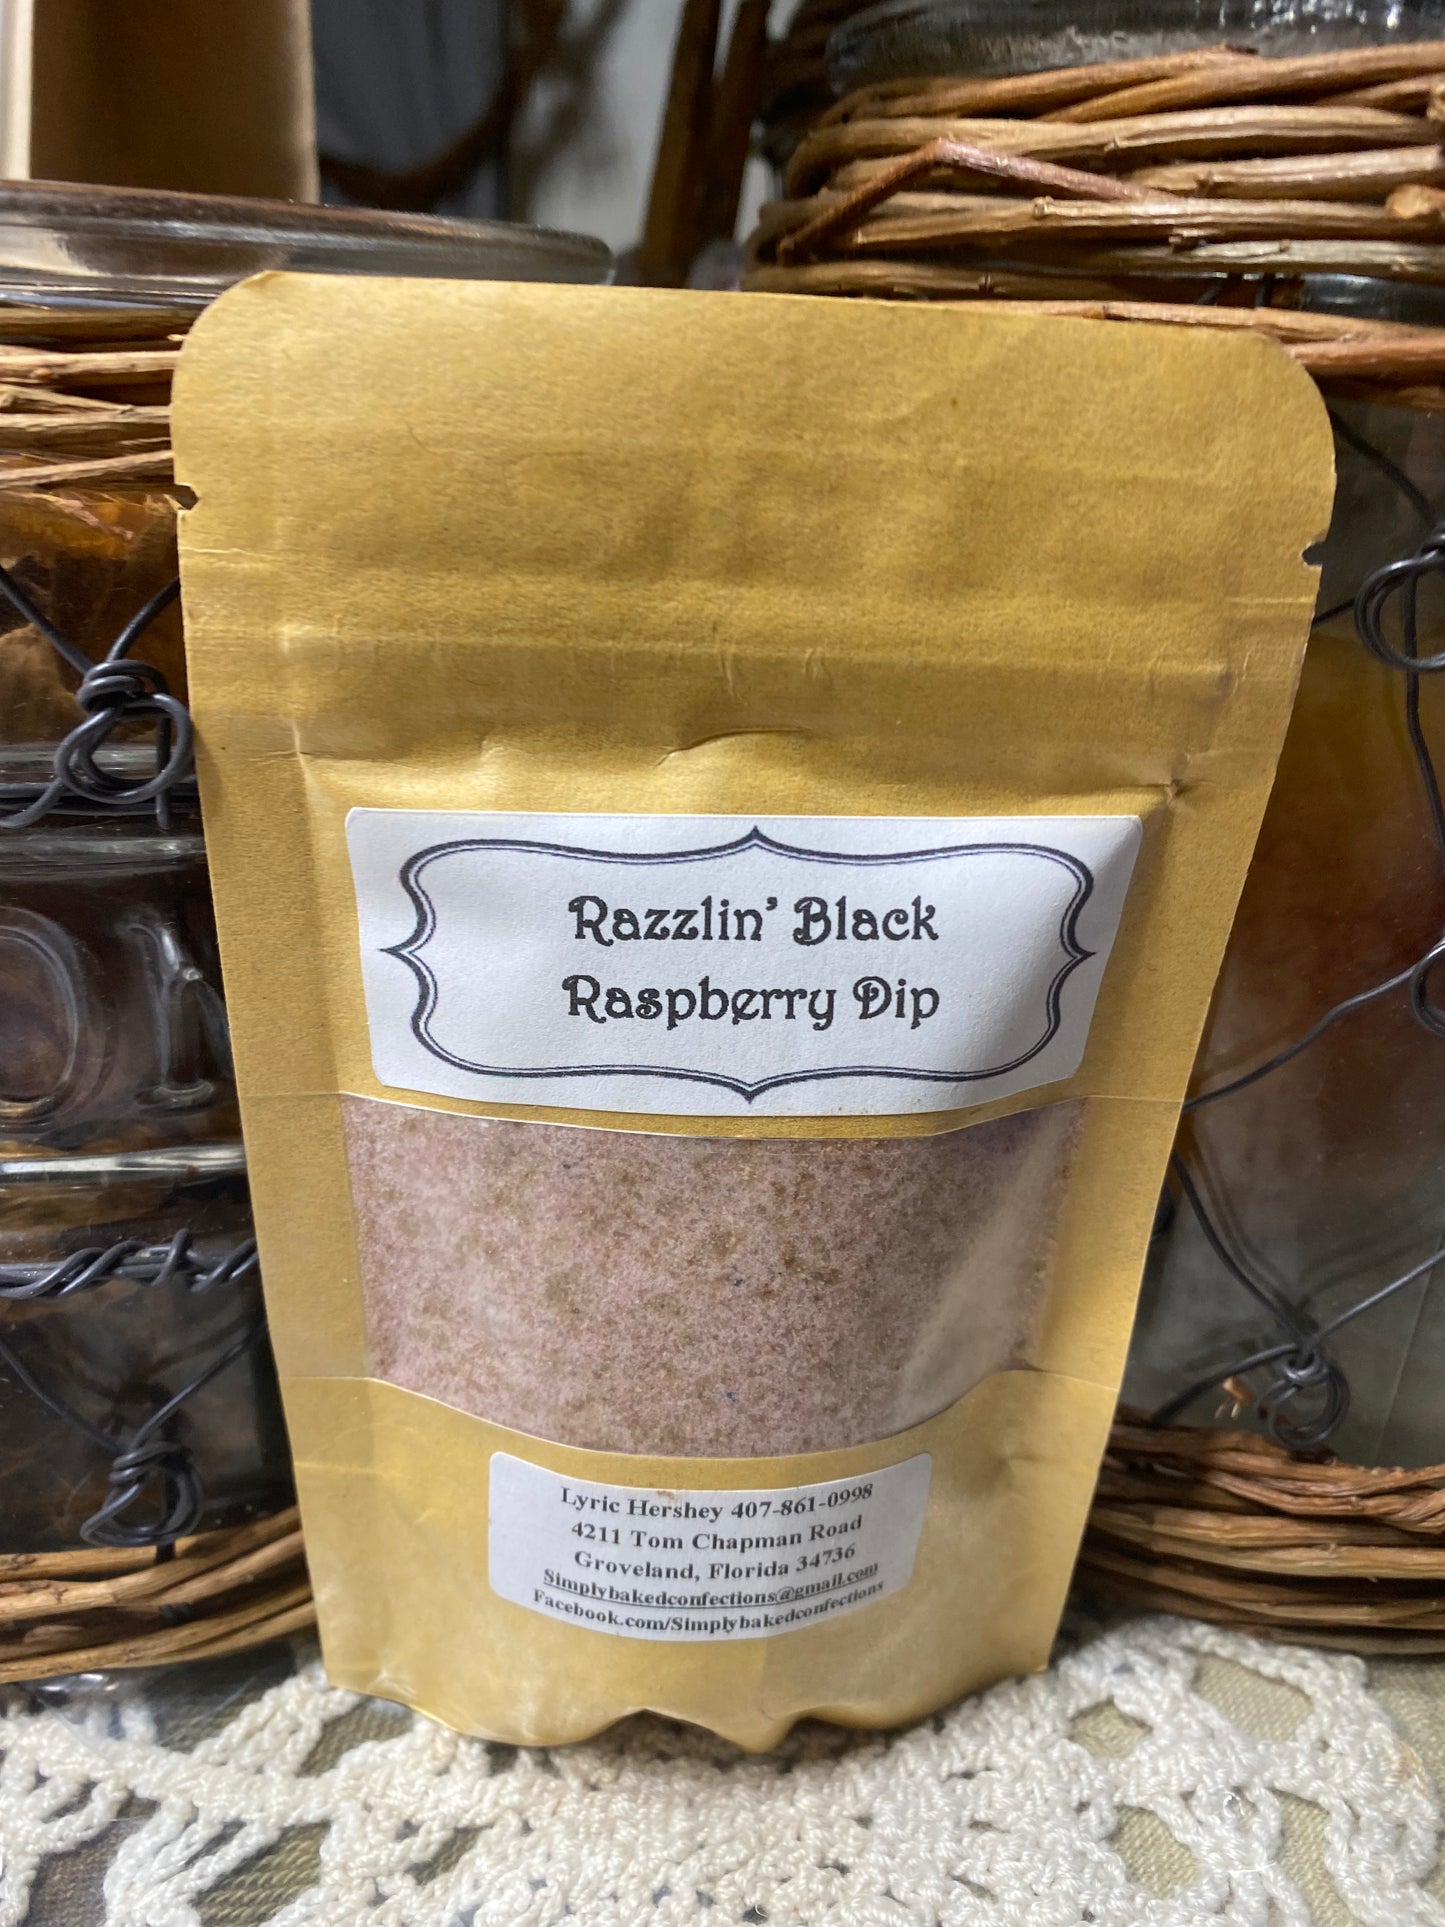 Razzlin' Black
Raspberry Dip
Lyric Hershey 407-861-0998
4211 Tom Chapman Road
Groveland, Florida 34736
Simplybakedconfections@gmail.com
Facebook.com/Simplybakedconfections